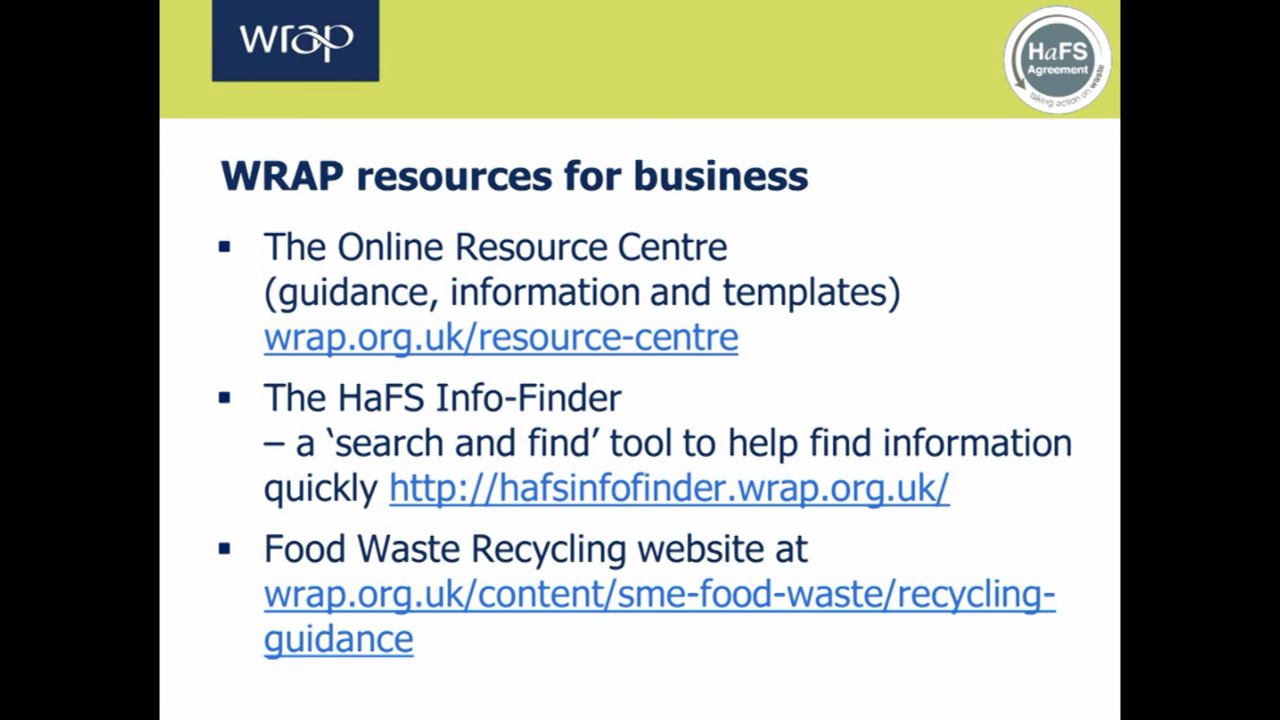 wrap
HaFS
Agreement
taking action on waste
WRAP resources for business
▪ The Online Resource Centre
(guidance, information and templates)
wrap.org.uk/resource-centre
▪ The HaFS Info-Finder
– a ‘search and find’ tool to help find information
quickly http://hafsinfofinder.wrap.org.uk/
▪ Food Waste Recycling website at
wrap.org.uk/content/sme-food-waste/recycling-
guidance